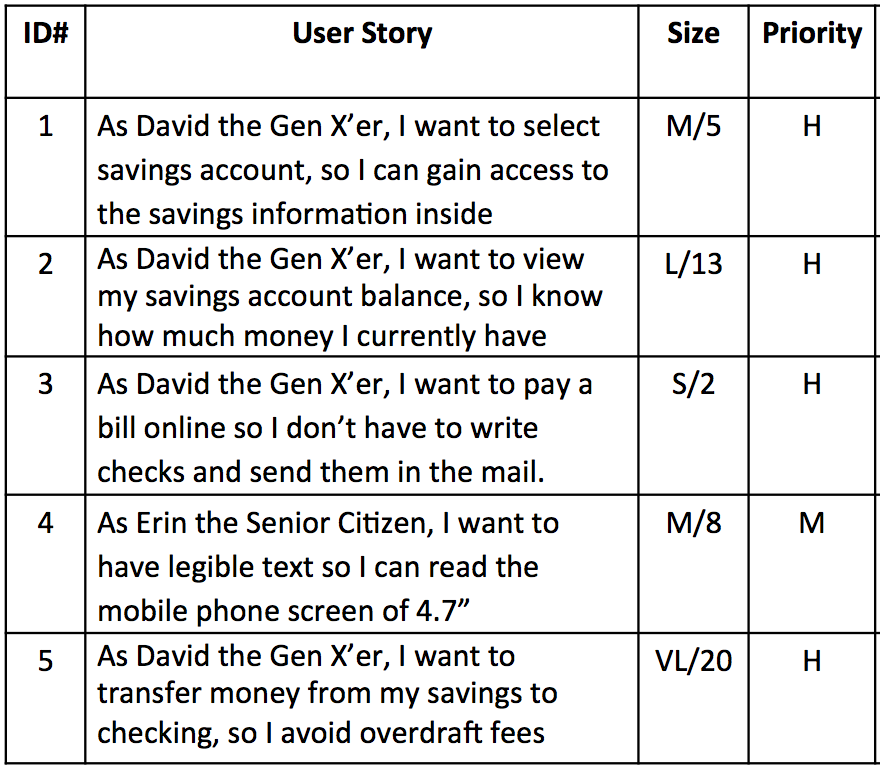 ID# User Story Size Priority
1 As David the Gen X’er, I want to select M/5 H
savings account, so I can gain access to
the savings information inside
2 As David the Gen X’er, I want to view L/13 H
my savings account balance, so I know
how much money I currently have
3 As David the Gen X’er, I want to pay a S/2 H
bill online so I don’t have to write
checks and send them in the mail.
4 As Erin the Senior Citizen, I want to M/8 M
have legible text so I can read the
mobile phone screen of 4.7”
5 As David the Gen X’er, I want to VL/20 H
transfer money from my savings to
checking, so I avoid overdraft fees